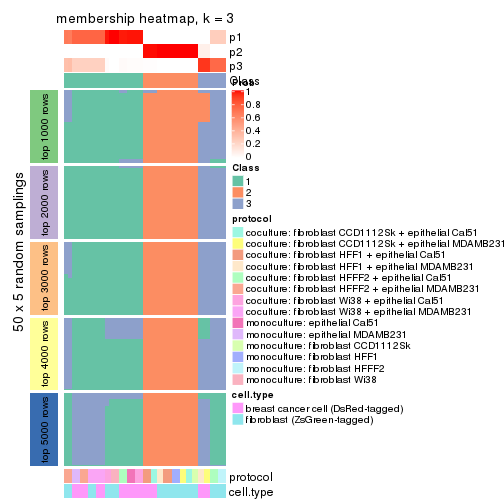 membership heatmap, k = 3
p1
p2
p3
Class
Prob
1
0.8
0.6
0.4
0.2
0
Class
1
2
3
protocol
coculture: fibroblast CCD1112Sk + epithelial Cal51
coculture: fibroblast CCD1112Sk + epithelial MDAMB231
coculture: fibroblast HFF1 + epithelial Cal51
coculture: fibroblast HFF1 + epithelial MDAMB231
coculture: fibroblast HFFF2 + epithelial Cal51
coculture: fibroblast HFFF2 + epithelial MDAMB231
coculture: fibroblast Wi38 + epithelial Cal51
coculture: fibroblast Wi38 + epithelial MDAMB231
monoculture: epithelial Cal51
monoculture: epithelial MDAMB231
monoculture: fibroblast CCD1112Sk
monoculture: fibroblast HFF1
monoculture: fibroblast HFFF2
monoculture: fibroblast Wi38
cell.type
breast cancer cell (DsRed-tagged)
fibroblast (ZsGreen-tagged)
50 x 5 random samplings
top 1000 rows
top 2000 rows
top 3000 rows
top 4000 rows
top 5000 rows
protocol
cell.type